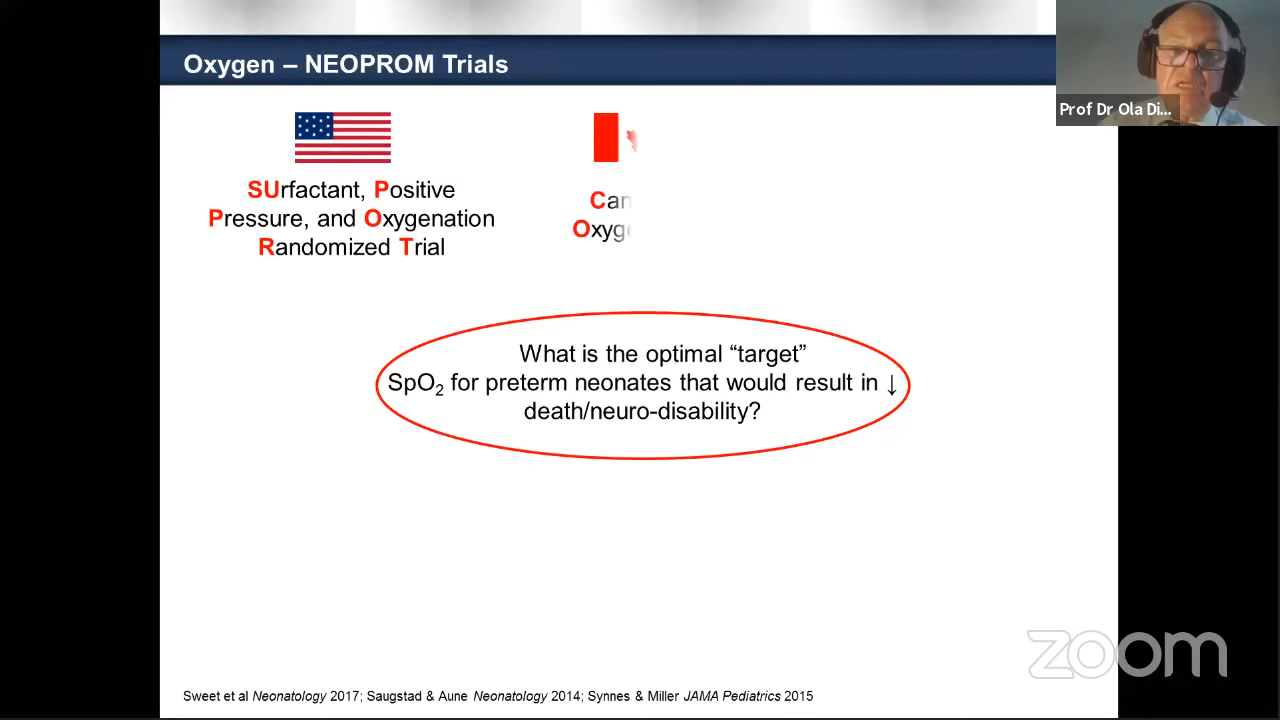 Oxygen – NEOPROM Trials
Prof Dr Ola Di...
SUrfactant, Positive
Pressure, and Oxygenation
Randomized Trial
Can
Oxyg
What is the optimal “target”
SpO₂ for preterm neonates that would result in ↓
death/neuro-disability?
zoom
Sweet et al Neonatology 2017; Saugstad & Aune Neonatology 2014; Synnes & Miller JAMA Pediatrics 2015